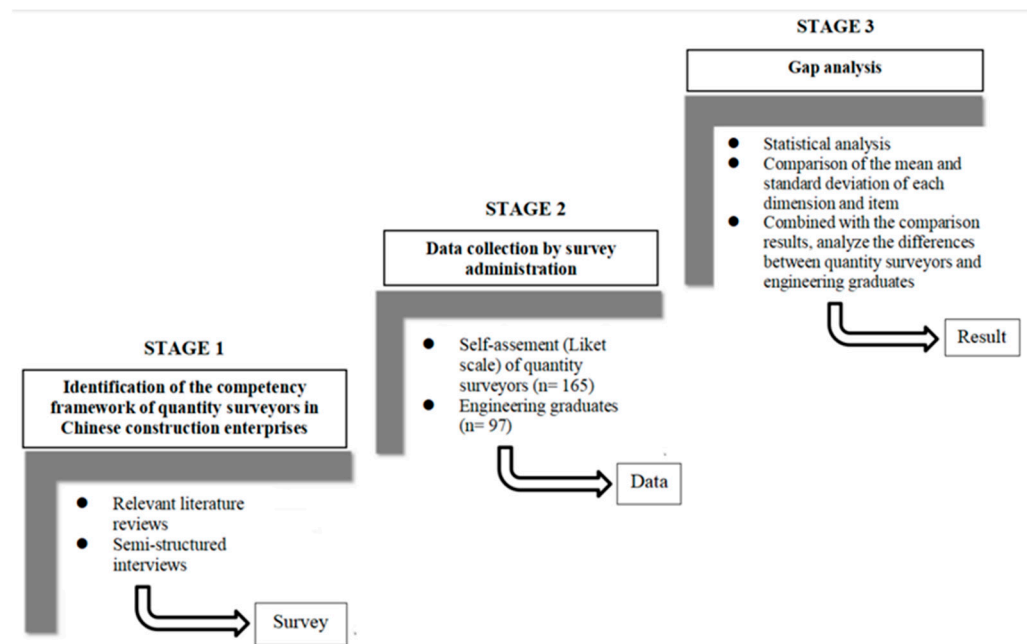 STAGE 1
Identification of the competency
framework of quantity surveyors in
Chinese construction enterprises
● Relevant literature
reviews
● Semi-structured
interviews
Survey
STAGE 2
Data collection by survey
administration
● Self-assement (Liket
scale) of quantity
surveyors (n= 165)
● Engineering graduates
(n= 97)
Data
STAGE 3
Gap analysis
● Statistical analysis
● Comparison of the mean and
standard deviation of each
dimension and item
● Combined with the comparison
results, analyze the differences
between quantity surveyors and
engineering graduates
Result